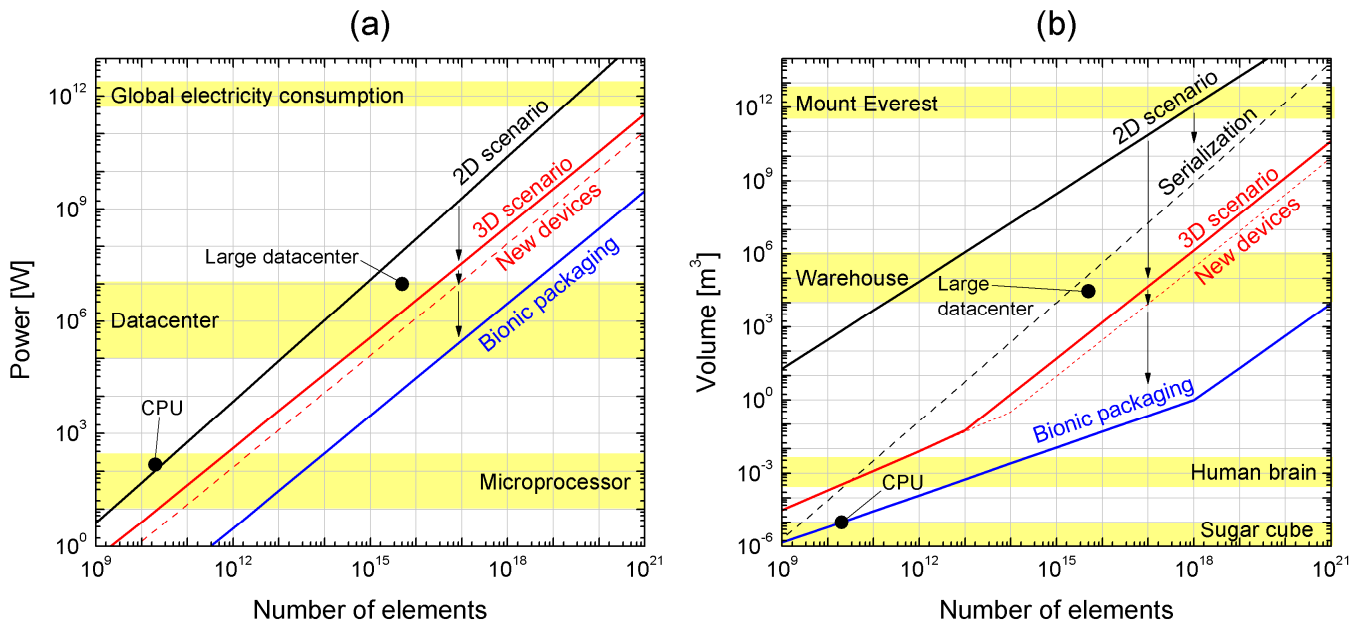 (a)
Power [W]
10^12
10^9
10^6
10^3
10^0
Global electricity consumption
2D scenario
3D scenario
New devices
Large datacenter
Datacenter
Bionic packaging
CPU
Microprocessor
10^9
10^12
10^15
10^18
10^21
Number of elements
(b)
Volume [m^3]
10^12
10^9
10^6
10^3
10^0
10^-3
10^-6
Mount Everest
2D scenario
Serialization
3D scenario
New devices
Warehouse
Large
datacenter
Bionic packaging
Human brain
CPU
Sugar cube
10^9
10^12
10^15
10^18
10^21
Number of elements